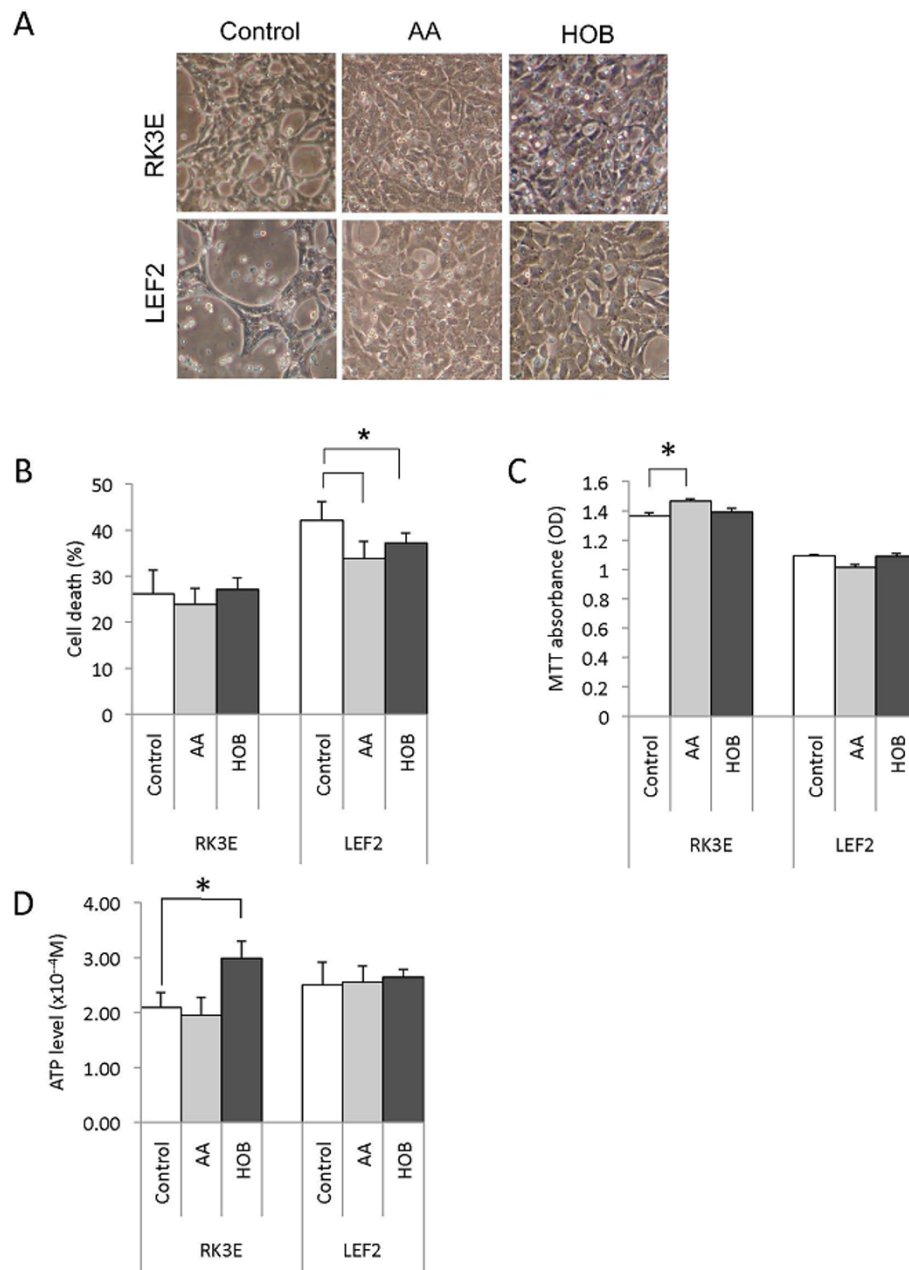 A
Control AA HOB
RK3E
LEF2
B
*
Cell death (%)
50
40
30
20
10
0
Control AA HOB Control AA HOB
RK3E LEF2
C
*
MTT absorbance (OD)
1.6
1.4
1.2
1
0.8
0.6
0.4
0.2
0
Control AA HOB Control AA HOB
RK3E LEF2
D
*
ATP level (x10⁻⁴M)
4.00
3.00
2.00
1.00
0.00
Control AA HOB Control AA HOB
RK3E LEF2